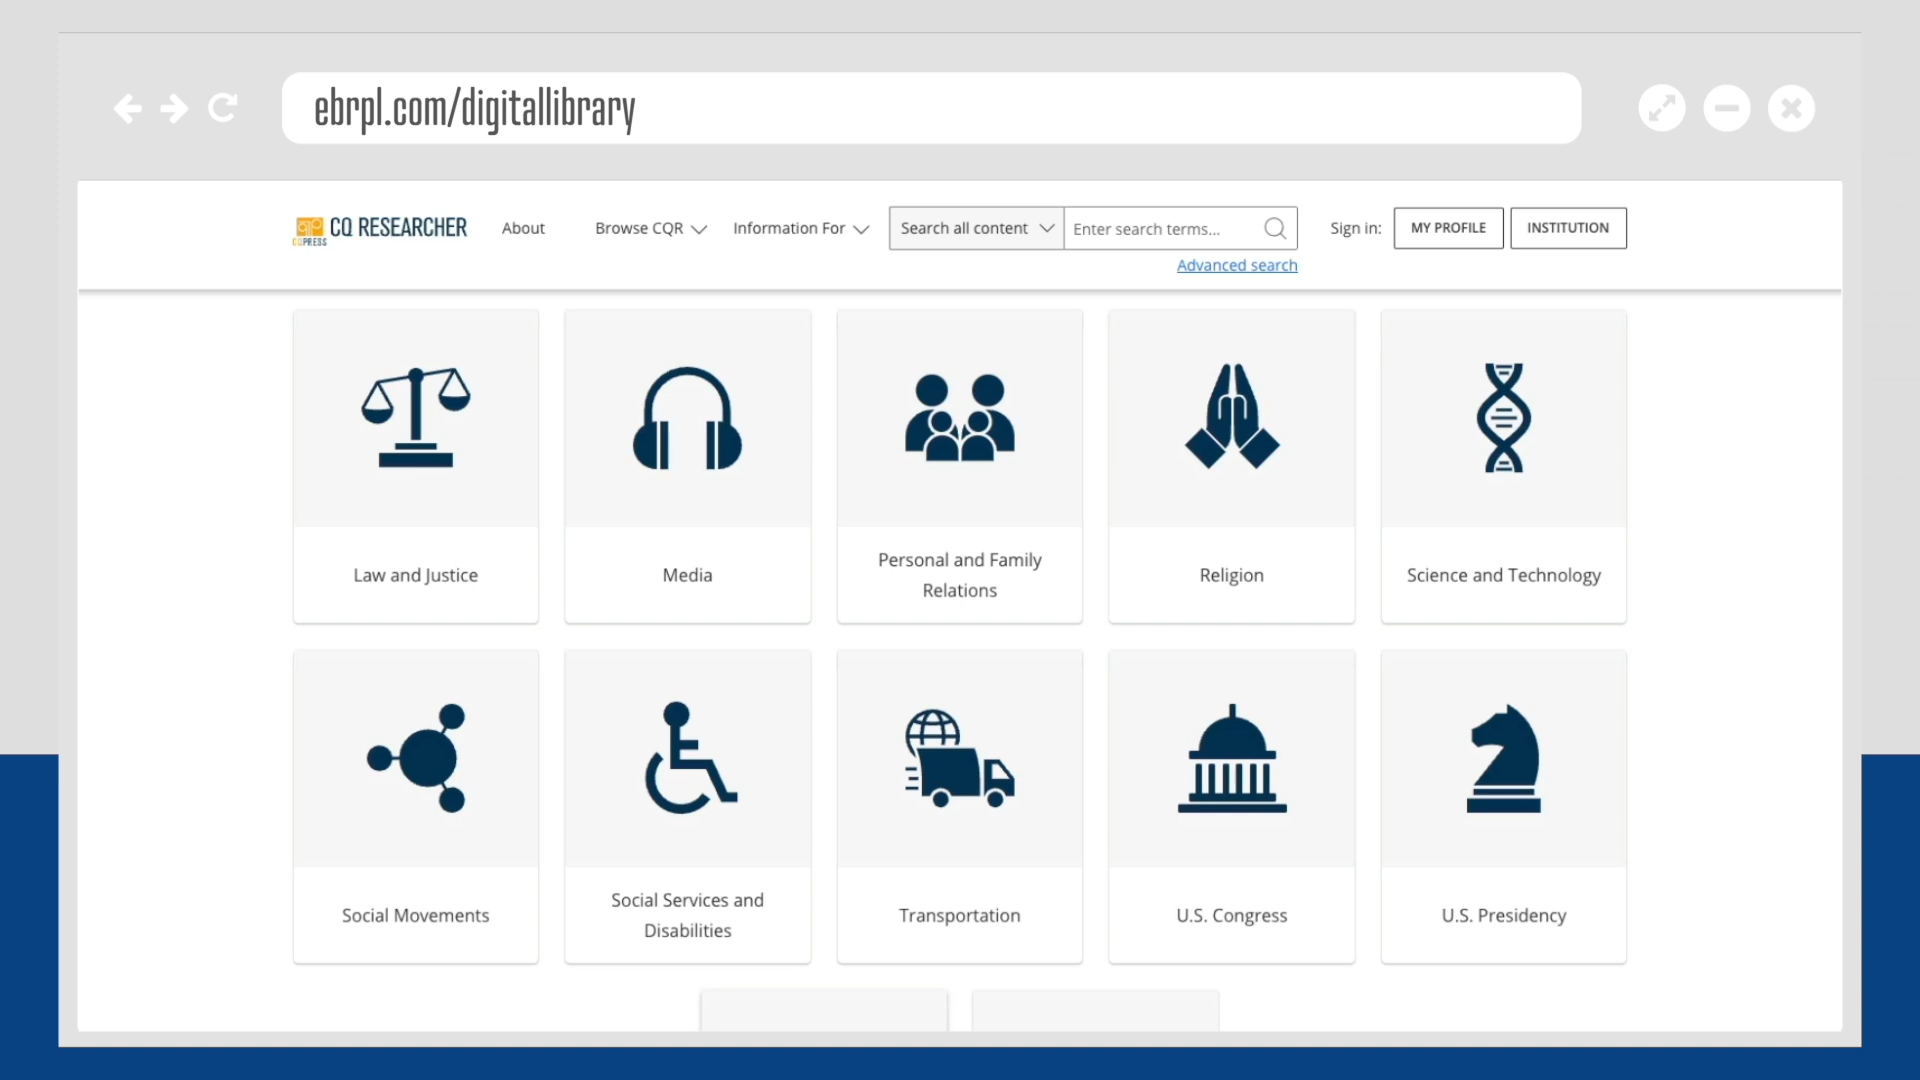 ebrpl.com/digitallibrary
CQPRESS
CQ RESEARCHER
About
Browse CQR
Information For
Search all content
Enter search terms...
Sign in:
MY PROFILE
INSTITUTION
Advanced search
Law and Justice
Media
Personal and Family
Relations
Religion
Science and Technology
Social Movements
Social Services and
Disabilities
Transportation
U.S. Congress
U.S. Presidency